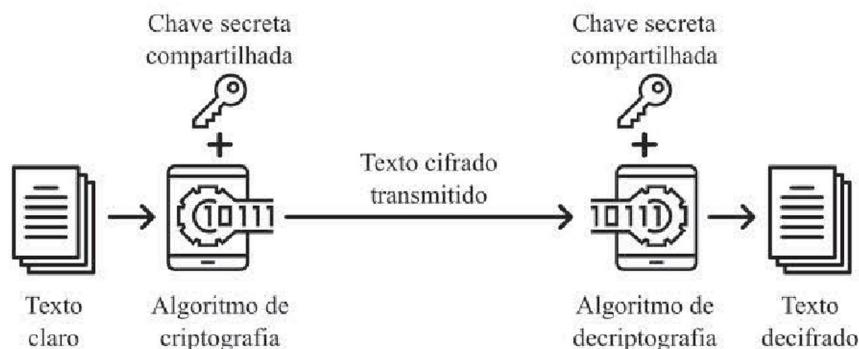 Chave secreta
compartilhada
Chave secreta
compartilhada
+
+
Texto cifrado
transmitido
10111
10111
Texto
claro
Algoritmo de
criptografia
Algoritmo de
decriptografia
Texto
decifrado